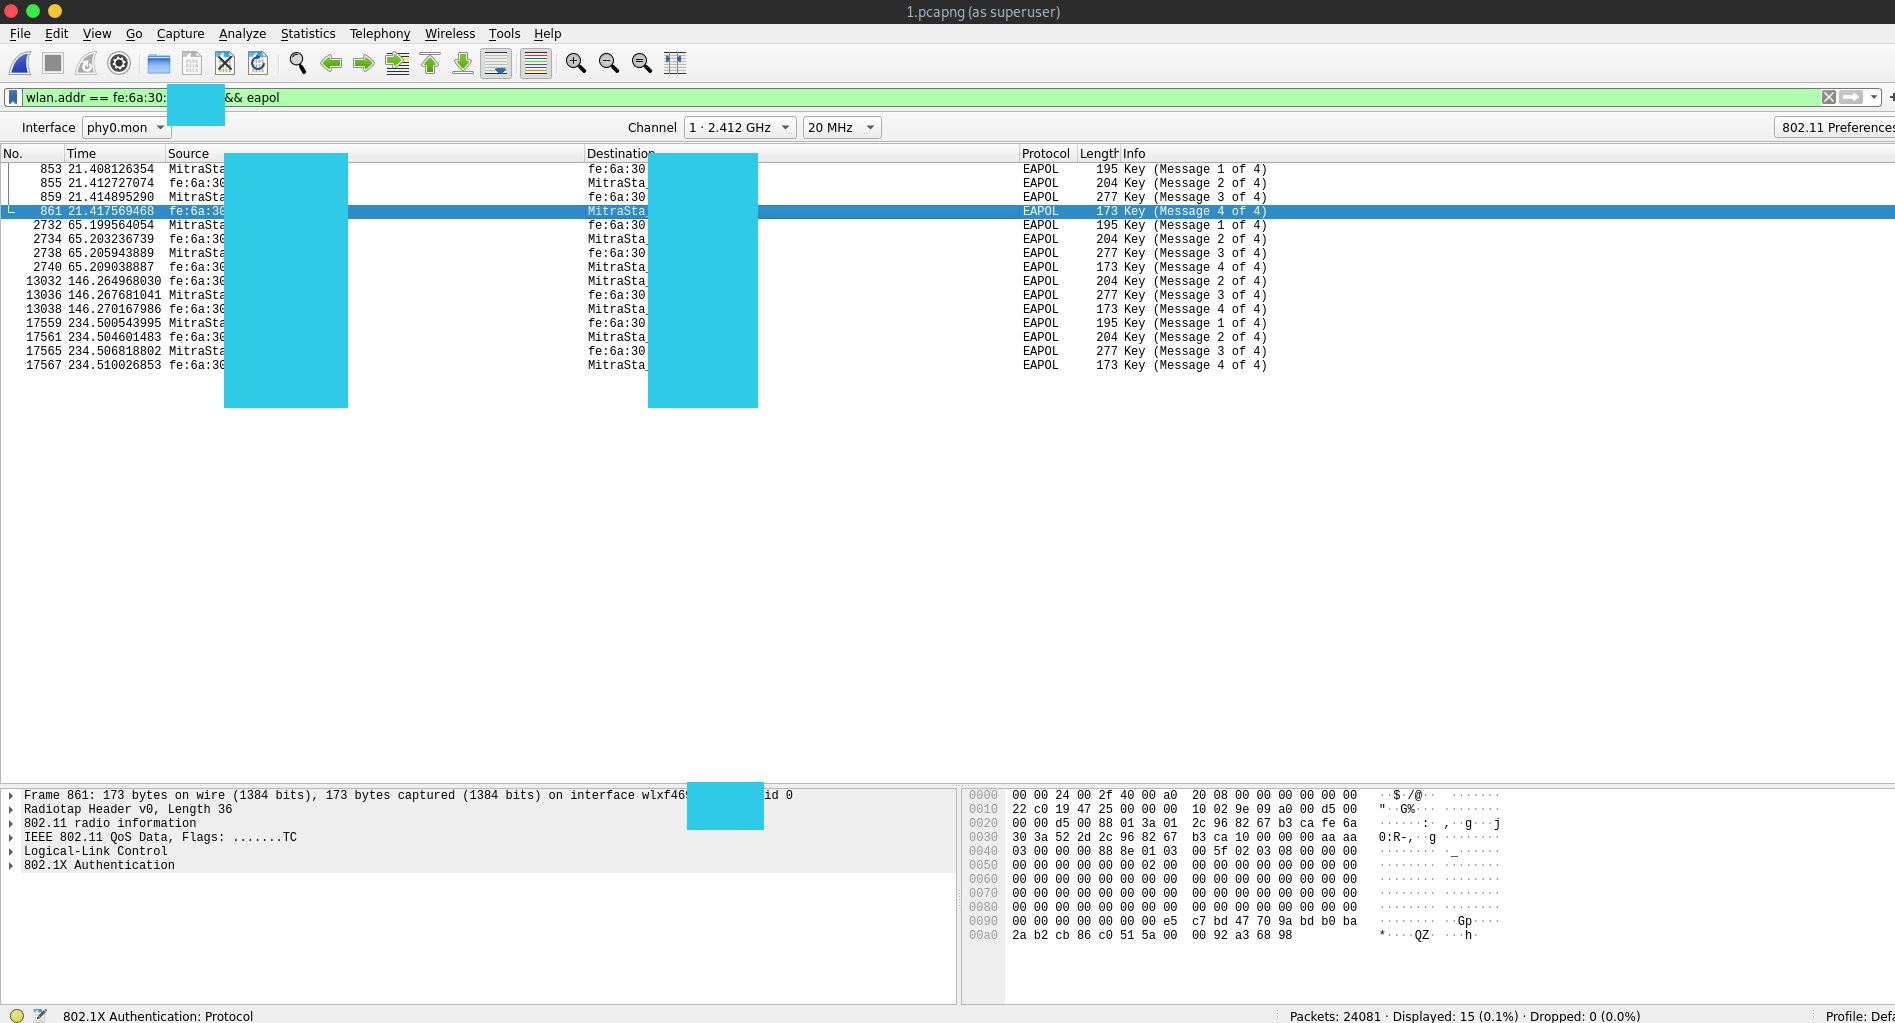 1.pcapng (as superuser)
File Edit View Go Capture Analyze Statistics Telephony Wireless Tools Help
wlan.addr == fe:6a:30: && eapol
Interface phy0.mon Channel 1 · 2.412 GHz 20 MHz 802.11 Preferences
No. Time Source Destination Protocol Length Info
853 21.408126354 MitraSta fe:6a:30 EAPOL 195 Key (Message 1 of 4)
855 21.412727074 fe:6a:30 MitraSta_ EAPOL 204 Key (Message 2 of 4)
859 21.414895290 MitraSta fe:6a:30 EAPOL 277 Key (Message 3 of 4)
861 21.417569468 fe:6a:30 MitraSta_ EAPOL 173 Key (Message 4 of 4)
2732 65.199564054 MitraSta fe:6a:30 EAPOL 195 Key (Message 1 of 4)
2734 65.203236739 fe:6a:30 MitraSta_ EAPOL 204 Key (Message 2 of 4)
2738 65.205943889 MitraSta fe:6a:30 EAPOL 277 Key (Message 3 of 4)
2740 65.209038887 fe:6a:30 MitraSta_ EAPOL 173 Key (Message 4 of 4)
13032 146.264968030 fe:6a:30 MitraSta_ EAPOL 204 Key (Message 2 of 4)
13036 146.267681041 MitraSta fe:6a:30 EAPOL 277 Key (Message 3 of 4)
13038 146.270167986 fe:6a:30 MitraSta_ EAPOL 173 Key (Message 4 of 4)
17559 234.500543995 MitraSta fe:6a:30 EAPOL 195 Key (Message 1 of 4)
17561 234.504601483 fe:6a:30 MitraSta_ EAPOL 204 Key (Message 2 of 4)
17565 234.506818802 MitraSta fe:6a:30 EAPOL 277 Key (Message 3 of 4)
17567 234.510026853 fe:6a:30 MitraSta_ EAPOL 173 Key (Message 4 of 4)
Frame 861: 173 bytes on wire (1384 bits), 173 bytes captured (1384 bits) on interface wlxf46 id 0
Radiotap Header v0, Length 36
802.11 radio information
IEEE 802.11 QoS Data, Flags: .......TC
Logical-Link Control
802.1X Authentication
0000 00 00 24 00 2f 40 00 a0 20 08 00 00 00 00 00 00 ··$·/@·· ·······
0010 22 c0 19 47 25 00 00 00 10 02 9e 09 a0 00 d5 00 "··G%··· ········
0020 00 00 d5 00 88 01 3a 01 2c 96 82 67 b3 ca fe 6a ······:· ,··g···j
0030 30 3a 52 2d 2c 96 82 67 b3 ca 10 00 00 00 aa aa 0:R-,··g ········
0040 03 00 00 00 88 8e 01 03 00 5f 02 03 08 00 00 00 ········ ·_······
0050 00 00 00 00 00 00 02 00 00 00 00 00 00 00 00 00 ········ ········
0060 00 00 00 00 00 00 00 00 00 00 00 00 00 00 00 00 ········ ········
0070 00 00 00 00 00 00 00 00 00 00 00 00 00 00 00 00 ········ ········
0080 00 00 00 00 00 00 00 00 00 00 00 00 00 00 00 00 ········ ········
0090 00 00 00 00 00 00 00 e5 c7 bd 47 70 9a bd b0 ba ········ ··Gp····
00a0 2a b2 cb 86 c0 51 5a 00 00 92 a3 68 98 *····QZ· ···h·
802.1X Authentication: Protocol
Packets: 24081 · Displayed: 15 (0.1%) · Dropped: 0 (0.0%)
Profile: Defa